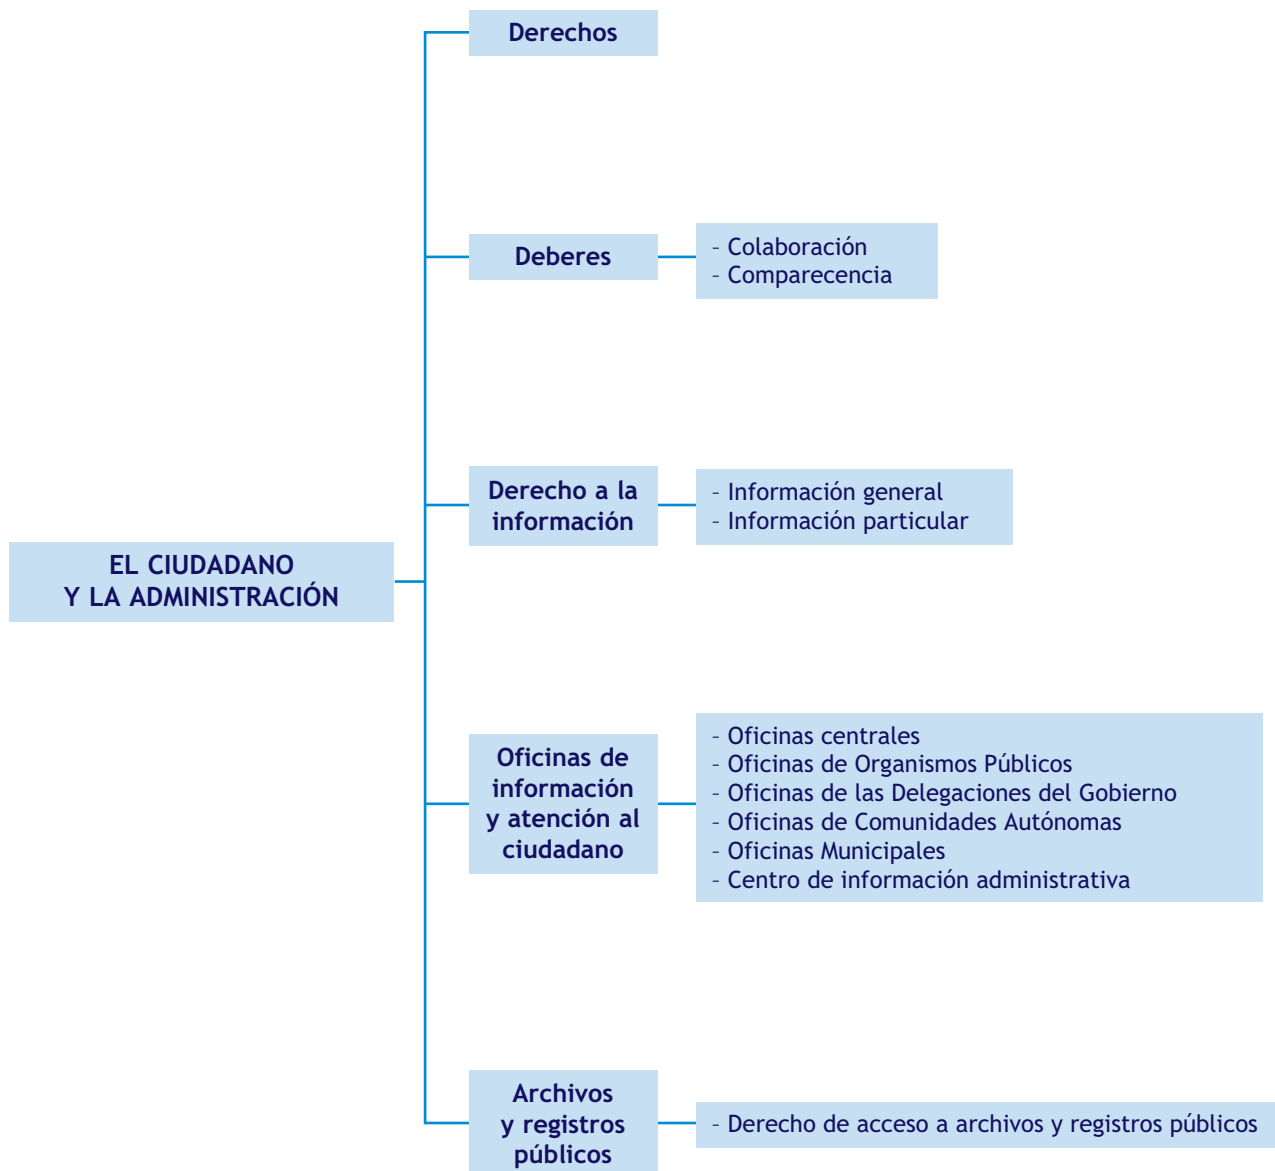 Derechos
Deberes
- Colaboración
- Comparecencia
Derecho a la
información
- Información general
- Información particular
EL CIUDADANO
Y LA ADMINISTRACIÓN
Oficinas de
información
y atención al
ciudadano
- Oficinas centrales
- Oficinas de Organismos Públicos
- Oficinas de las Delegaciones del Gobierno
- Oficinas de Comunidades Autónomas
- Oficinas Municipales
- Centro de información administrativa
Archivos
y registros
públicos
- Derecho de acceso a archivos y registros públicos